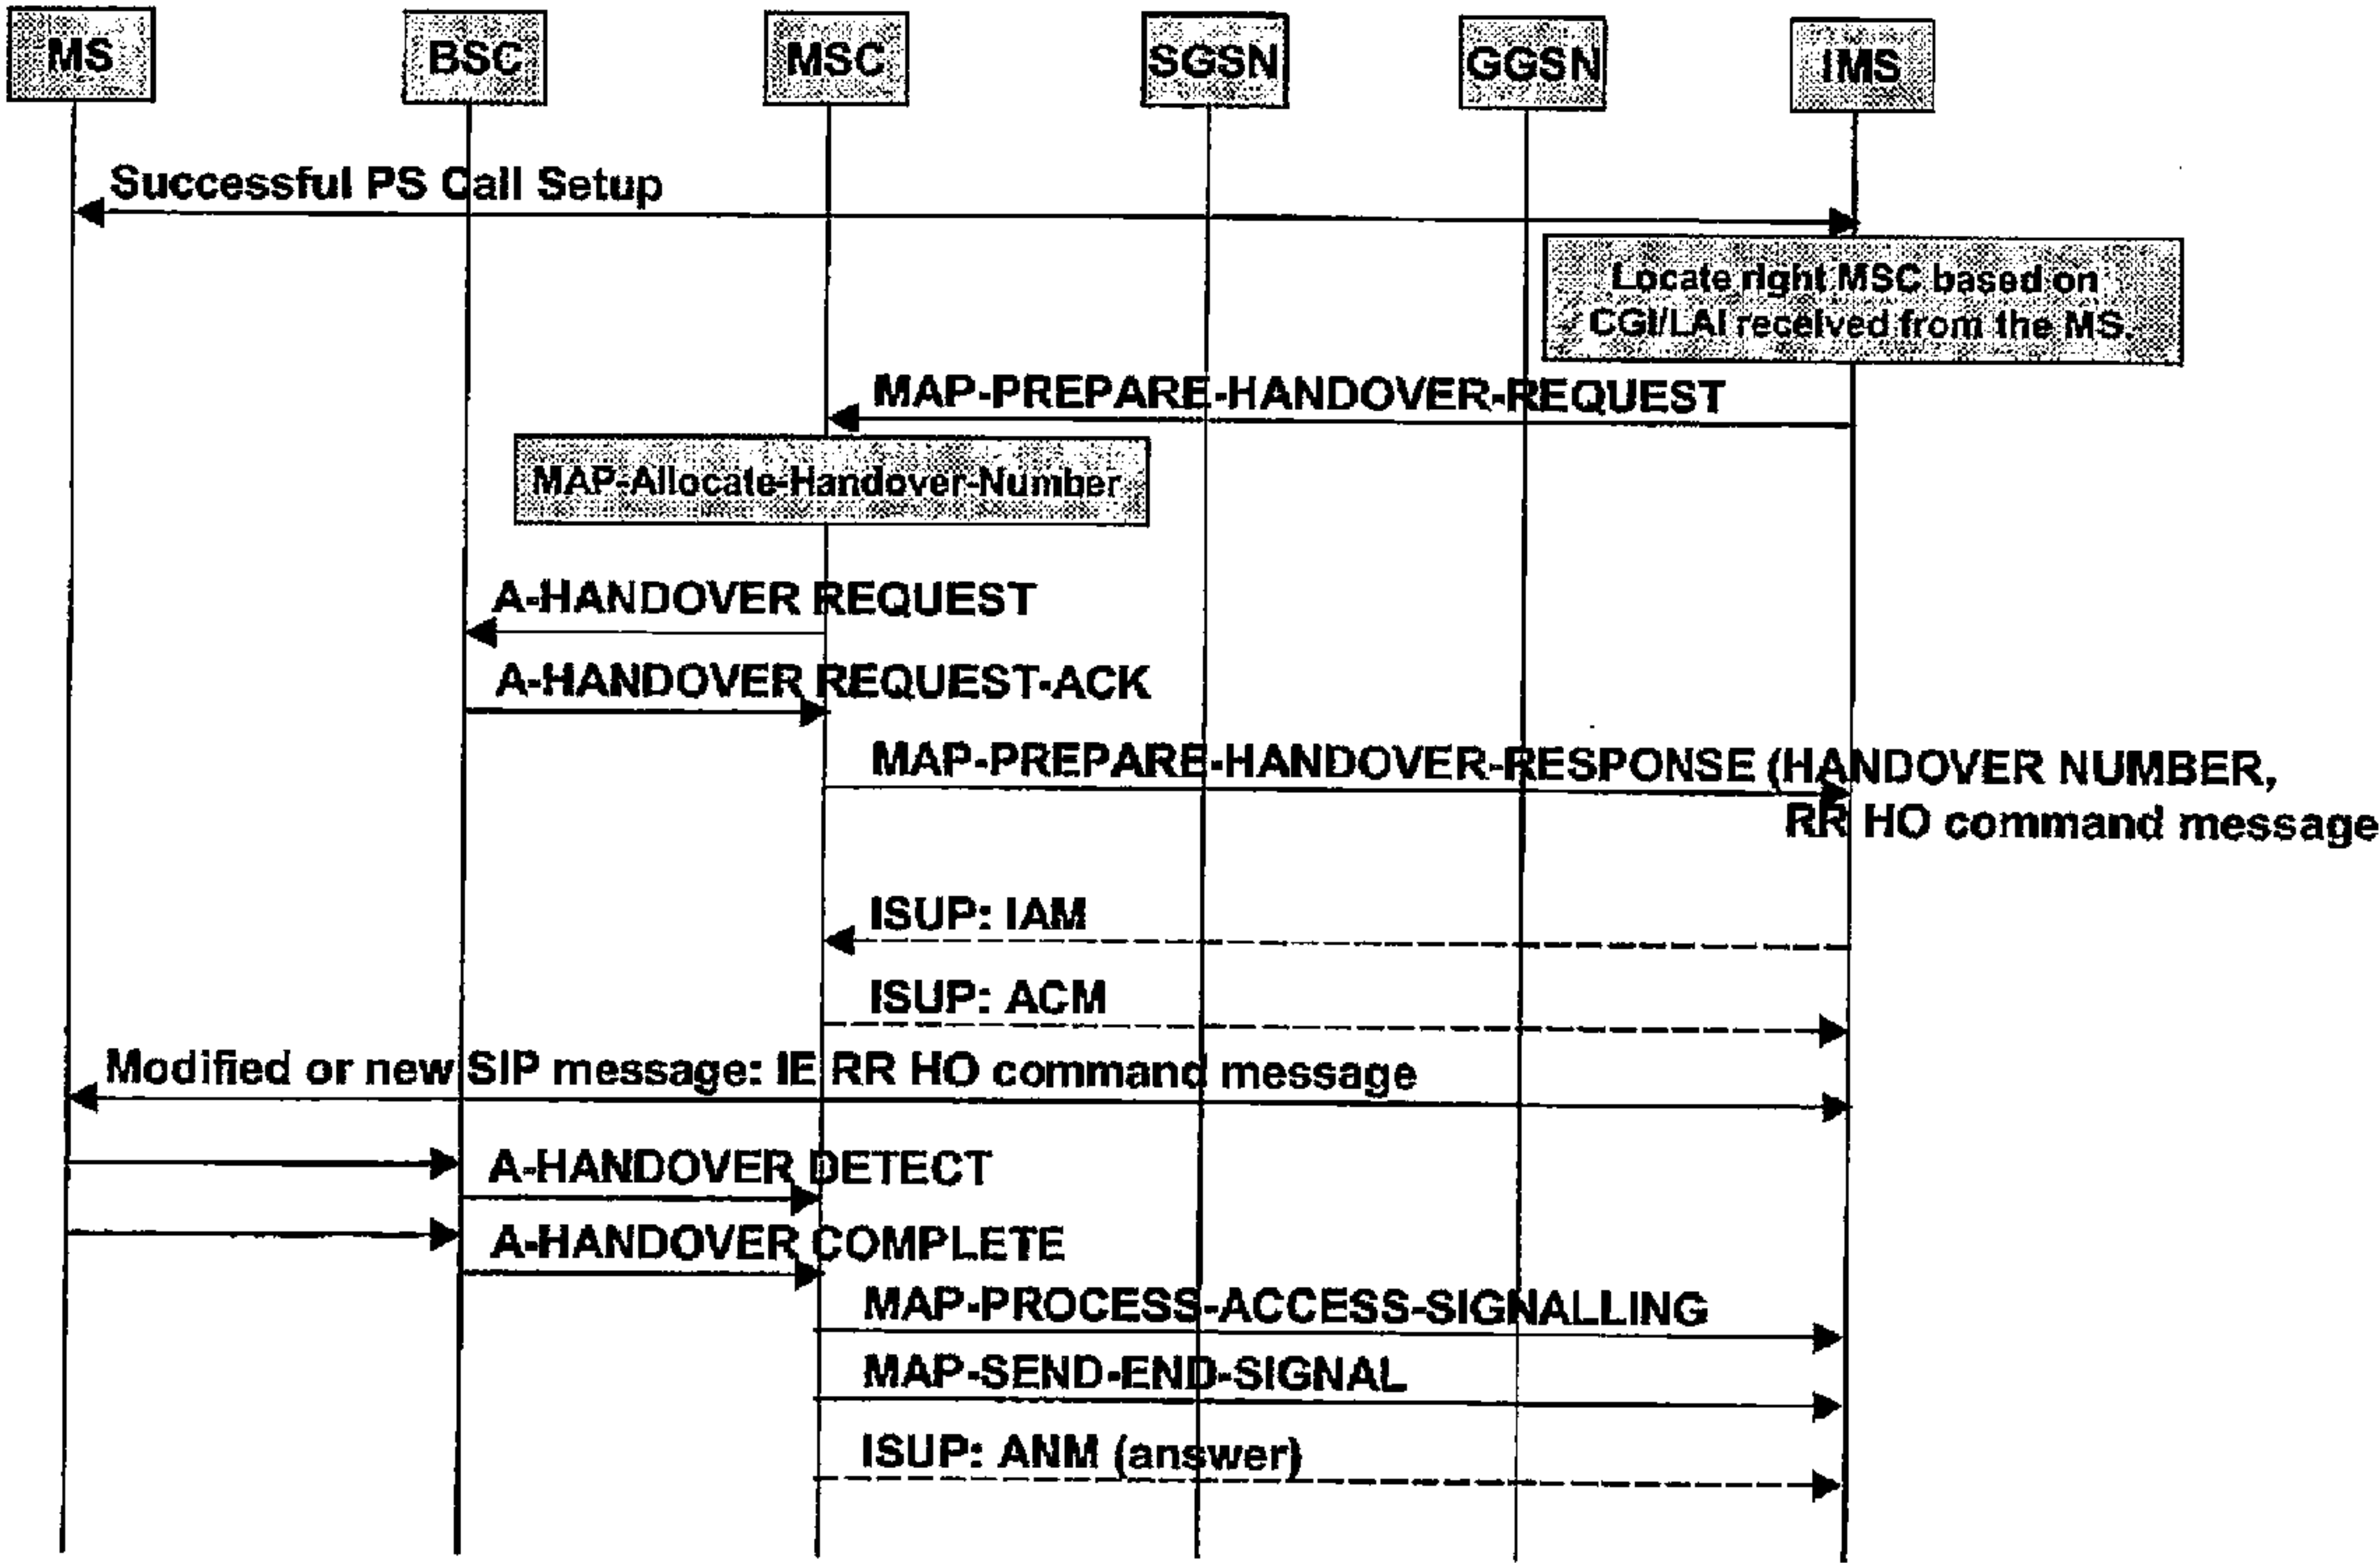 MS BSC MSC SGSN GGSN IMS
Successful PS Call Setup
Locate right MSC based on
CGI/LAI received from the MS.
MAP-PREPARE-HANDOVER-REQUEST
MAP-Allocate-Handover-Number
A-HANDOVER REQUEST
A-HANDOVER REQUEST-ACK
MAP-PREPARE-HANDOVER-RESPONSE (HANDOVER NUMBER,
RR HO command message
ISUP: IAM
ISUP: ACM
Modified or new SIP message: IE RR HO command message
A-HANDOVER DETECT
A-HANDOVER COMPLETE
MAP-PROCESS-ACCESS-SIGNALLING
MAP-SEND-END-SIGNAL
ISUP: ANM (answer)